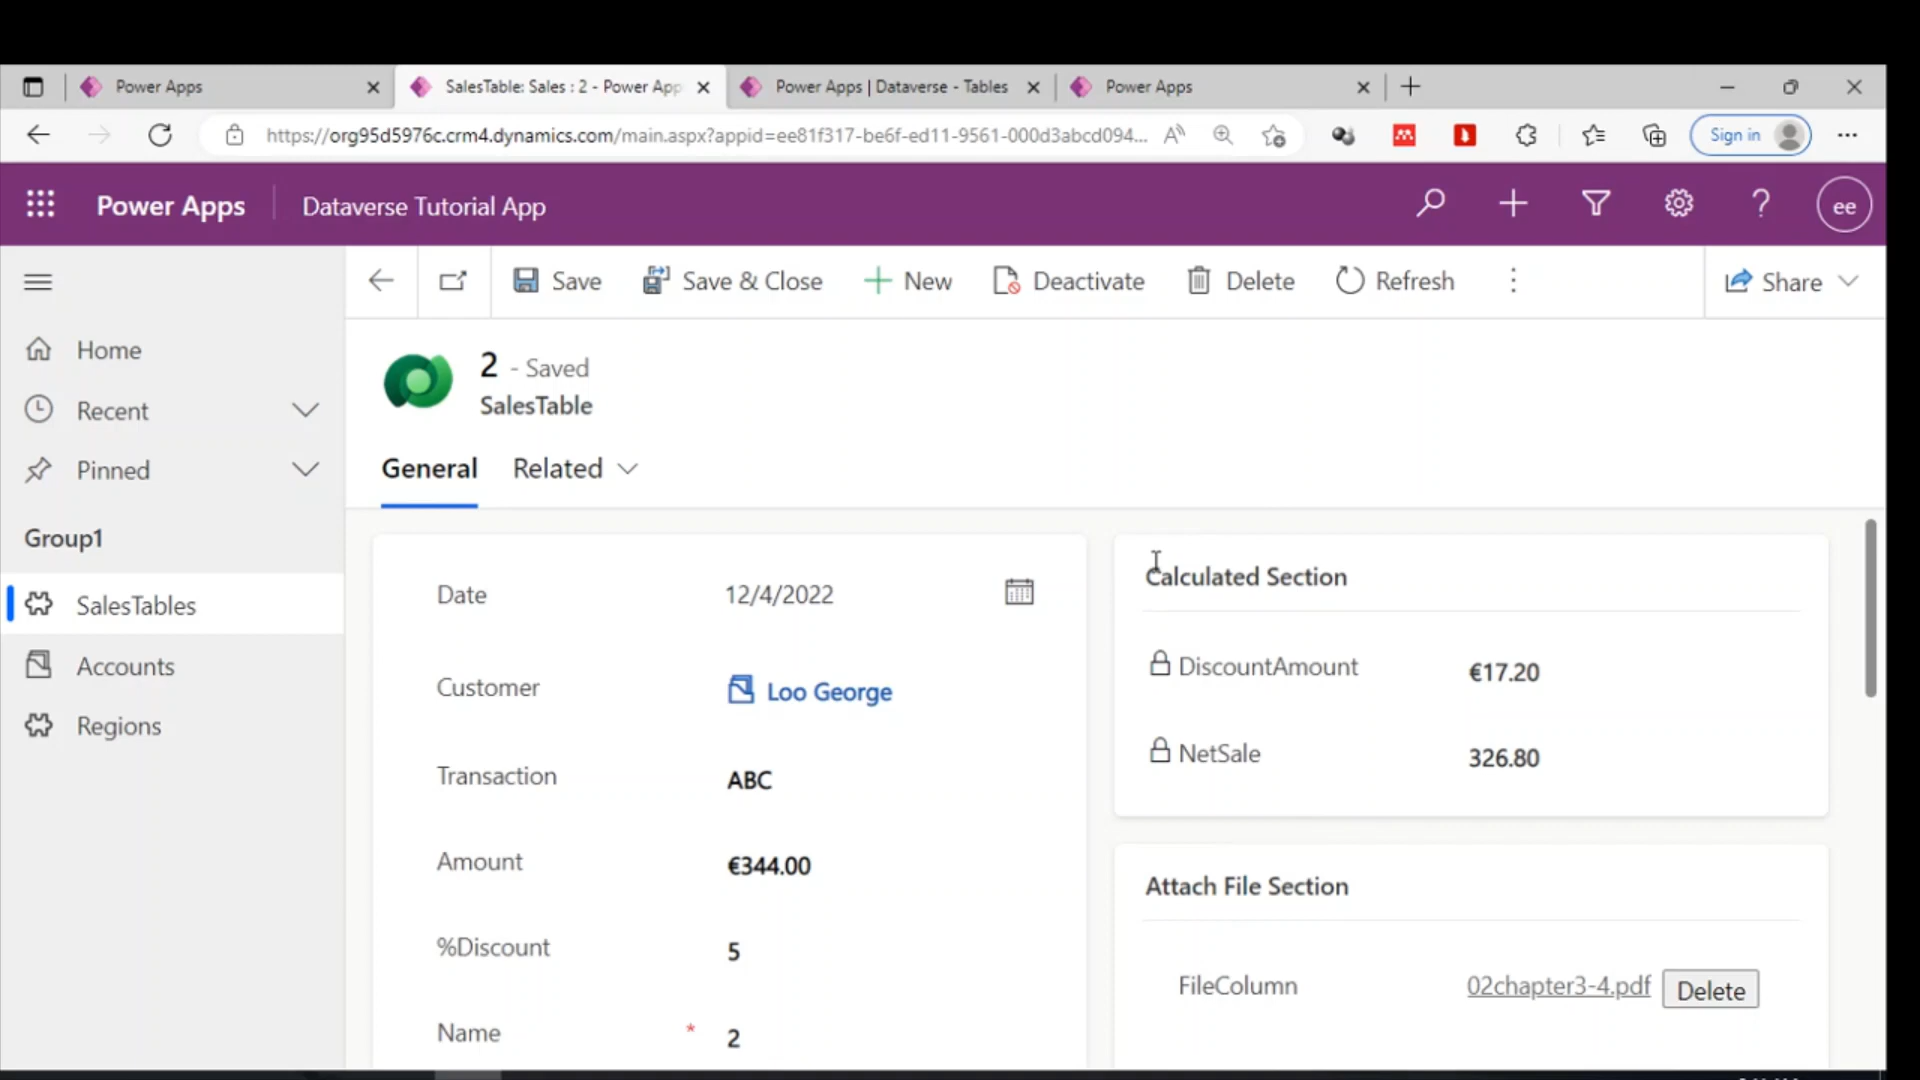 Power Apps
SalesTable: Sales : 2 - Power App
Power Apps | Dataverse - Tables
Power Apps
https://org95d5976c.crm4.dynamics.com/main.aspx?appid=ee81f317-be6f-ed11-9561-000d3abcd094...
Sign in
Power Apps
Dataverse Tutorial App
ee
Save
Save & Close
New
Deactivate
Delete
Refresh
Share
Home
Recent
Pinned
Group1
SalesTables
Accounts
Regions
2 - Saved
SalesTable
General
Related
Date 12/4/2022
Customer Loo George
Transaction ABC
Amount €344.00
%Discount 5
Name * 2
Calculated Section
DiscountAmount €17.20
NetSale 326.80
Attach File Section
FileColumn 02chapter3-4.pdf Delete